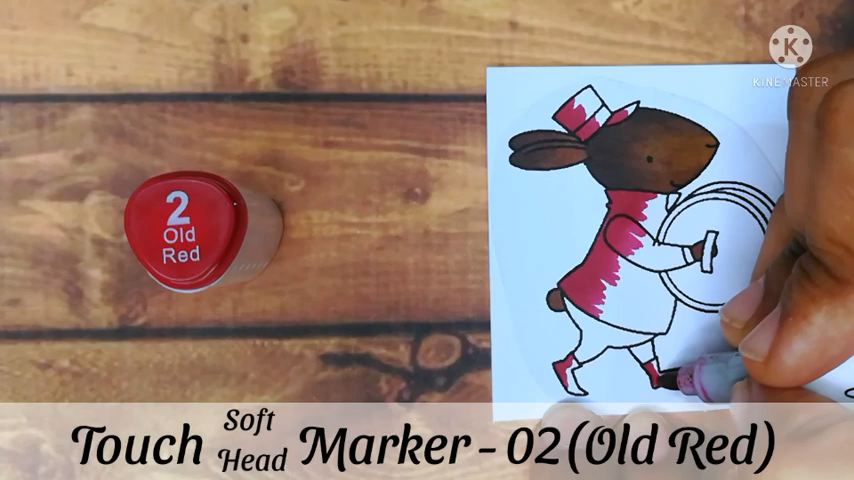 K
KINEMASTER
2
Old
Red
Touch Soft Head Marker - 02 (Old Red)